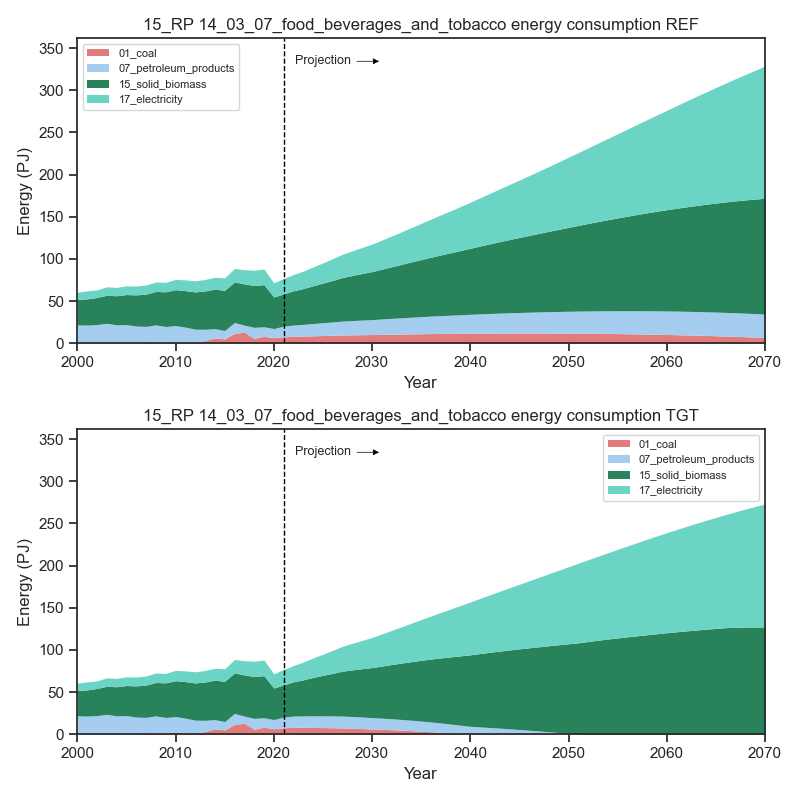 15_RP 14_03_07_food_beverages_and_tobacco energy consumption REF
350
300
250
200
150
100
50
0
Energy (PJ)
01_coal
07_petroleum_products
15_solid_biomass
17_electricity
Projection
2000 2010 2020 2030 2040 2050 2060 2070
Year
15_RP 14_03_07_food_beverages_and_tobacco energy consumption TGT
350
300
250
200
150
100
50
0
Energy (PJ)
Projection
01_coal
07_petroleum_products
15_solid_biomass
17_electricity
2000 2010 2020 2030 2040 2050 2060 2070
Year